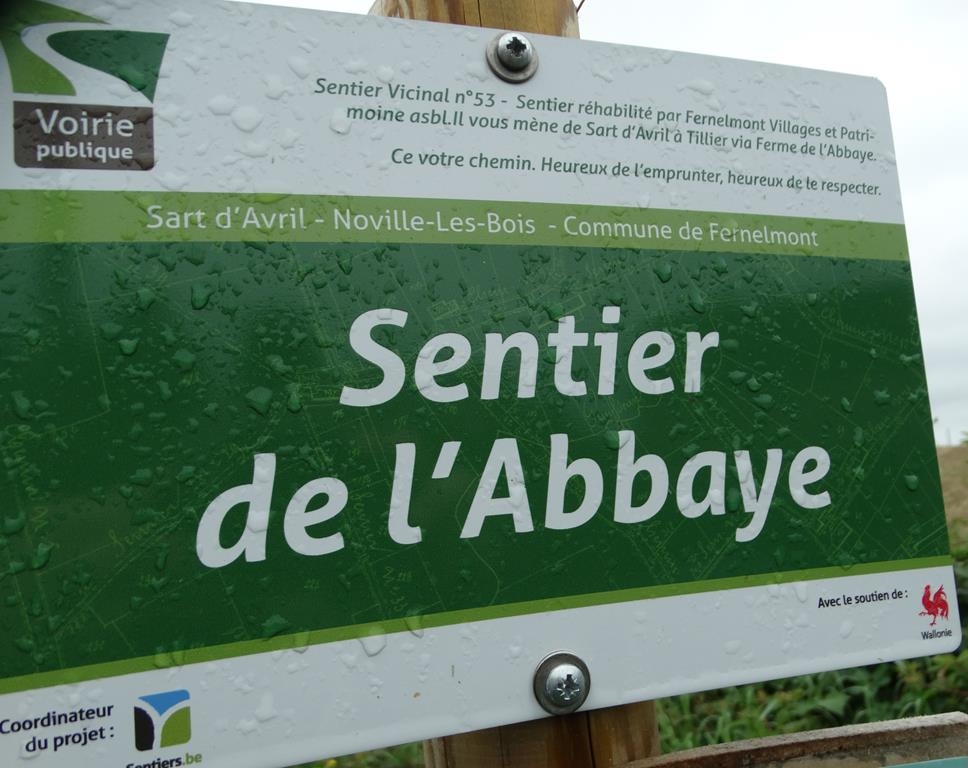 Voirie
publique
Sentier Vicinal n°53 - Sentier réhabilité par Fernelmont Villages et Patri-
moine asbl.Il vous mène de Sart d'Avril à Tillier via Ferme de l'Abbaye.
Ce votre chemin. Heureux de l'emprunter, heureux de le respecter.
Sart d'Avril - Noville-Les-Bois - Commune de Fernelmont
Sentier
de l'Abbaye
Avec le soutien de :
Wallonie
Coordinateur
du projet :
Sentiers.be